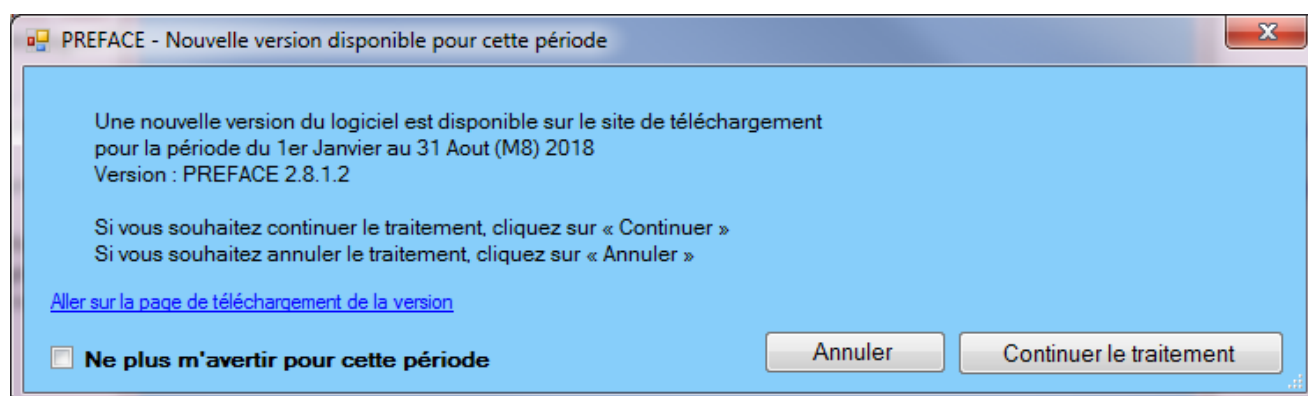 PREFACE - Nouvelle version disponible pour cette période
Une nouvelle version du logiciel est disponible sur le site de téléchargement
pour la période du 1er Janvier au 31 Aout (M8) 2018
Version : PREFACE 2.8.1.2
Si vous souhaitez continuer le traitement, cliquez sur « Continuer »
Si vous souhaitez annuler le traitement, cliquez sur « Annuler »
Aller sur la page de téléchargement de la version
Ne plus m'avertir pour cette période
Annuler
Continuer le traitement